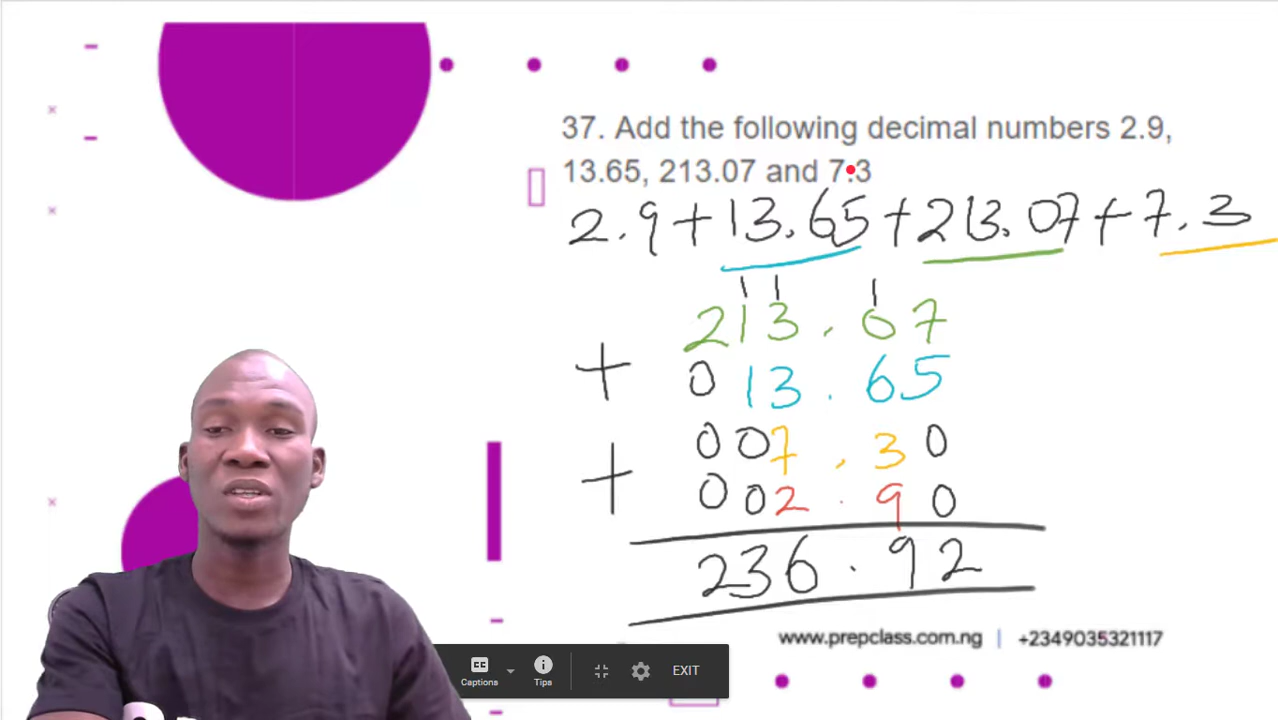 37. Add the following decimal numbers 2.9,
13.65, 213.07 and 7.3
2.9+13.65+213.07+7.3
1 1 1
213.07
+ 013.65
007.30
+ 002.90
236.92
www.prepclass.com.ng | +2349035321117
Captions Tips EXIT